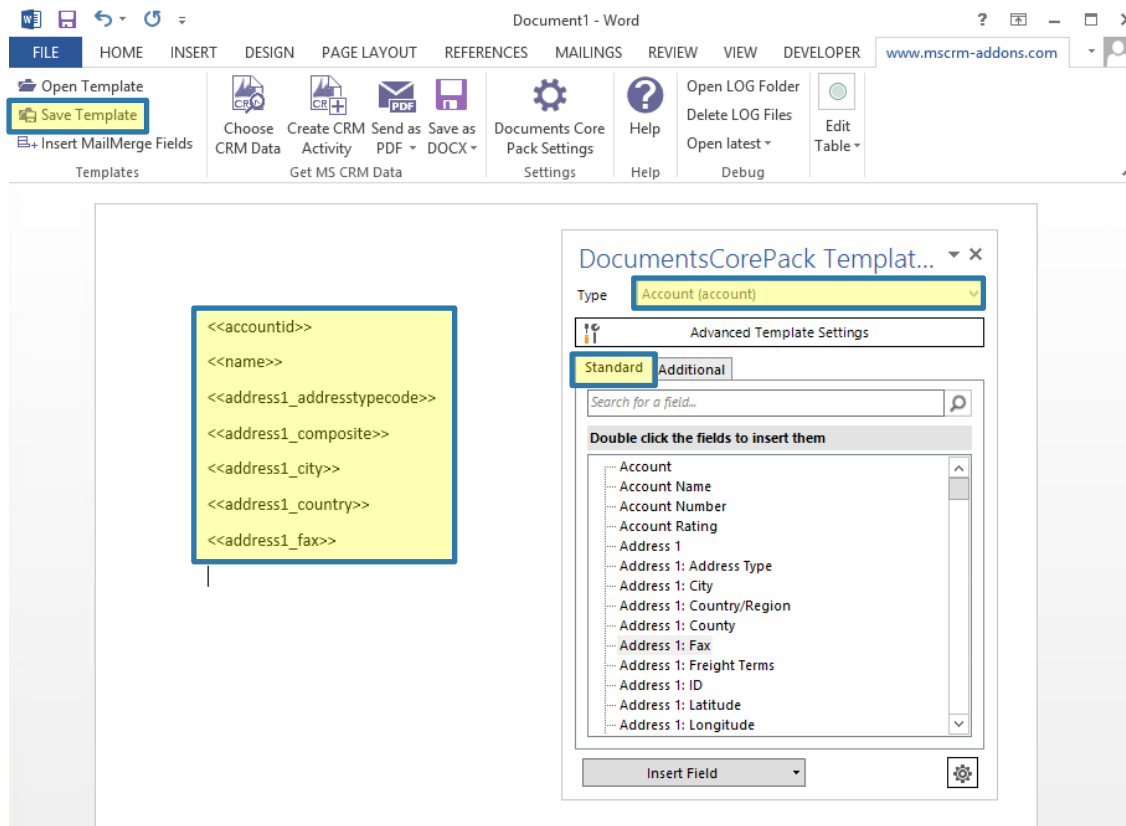 Document1 - Word
FILE HOME INSERT DESIGN PAGE LAYOUT REFERENCES MAILINGS REVIEW VIEW DEVELOPER www.mscrm-addons.com
Open Template
Save Template
Insert MailMerge Fields
Templates
Choose
CRM Data
Create CRM
Activity
Send as
PDF
Save as
DOCX
Get MS CRM Data
Documents Core
Pack Settings
Settings
Help
Help
Open LOG Folder
Delete LOG Files
Open latest
Debug
Edit
Table
<<accountid>>
<<name>>
<<address1_addresstypecode>>
<<address1_composite>>
<<address1_city>>
<<address1_country>>
<<address1_fax>>
DocumentsCorePack Templat...
Type Account (account)
Advanced Template Settings
Standard Additional
Search for a field...
Double click the fields to insert them
Account
Account Name
Account Number
Account Rating
Address 1
Address 1: Address Type
Address 1: City
Address 1: Country/Region
Address 1: County
Address 1: Fax
Address 1: Freight Terms
Address 1: ID
Address 1: Latitude
Address 1: Longitude
Insert Field